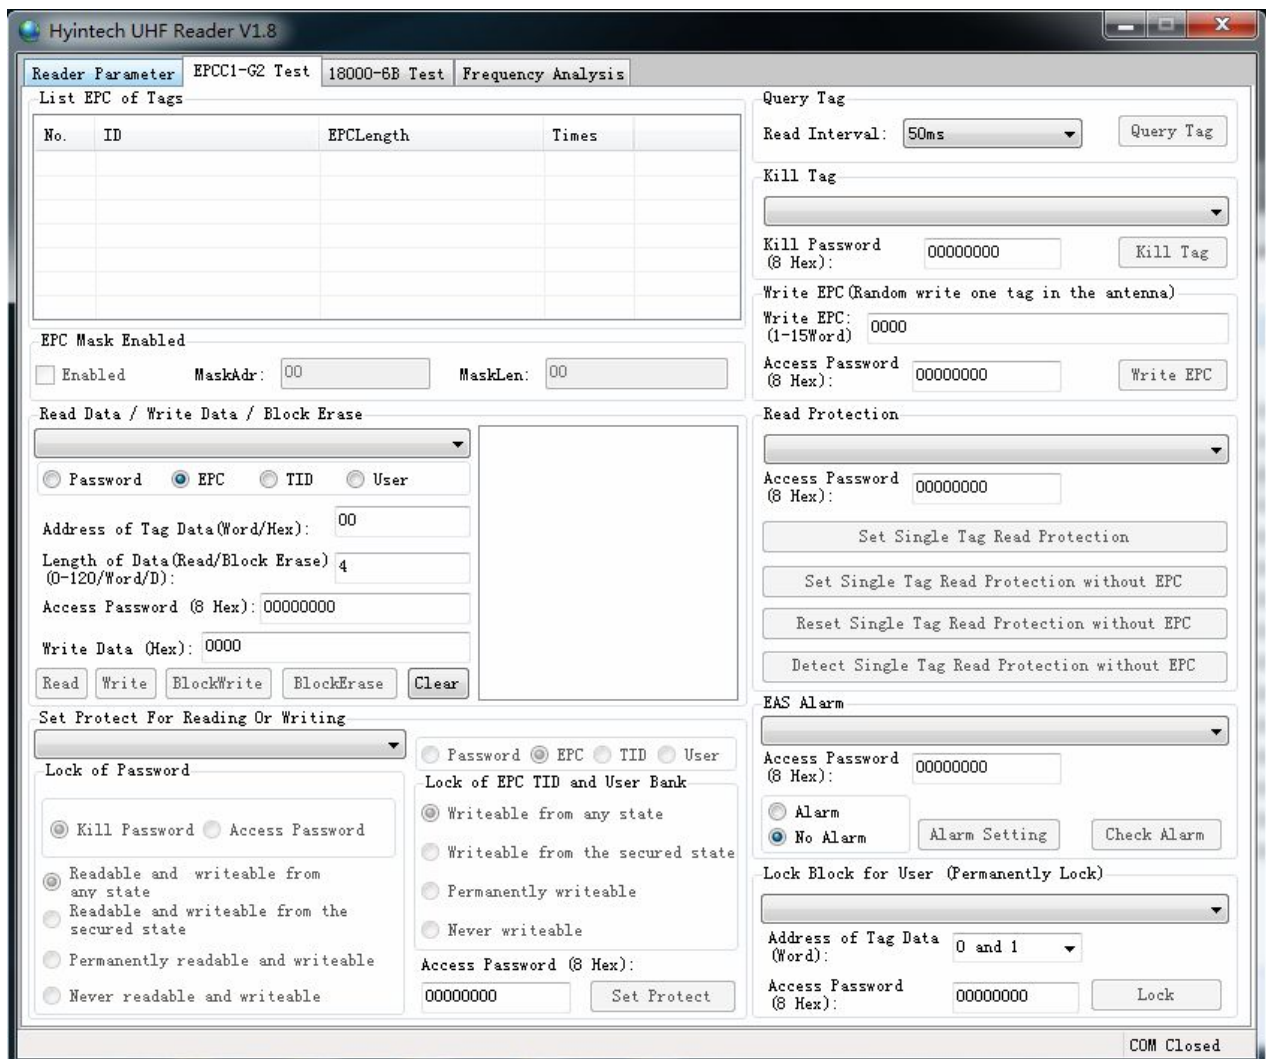 Hyintech UHF Reader V1.8
Reader Parameter EPCC1-G2 Test 18000-6B Test Frequency Analysis
List EPC of Tags
No. ID EPCLength Times
EPC Mask Enabled
Enabled MaskAdr: 00 MaskLen: 00
Read Data / Write Data / Block Erase
Password EPC TID User
Address of Tag Data(Word/Hex): 00
Length of Data(Read/Block Erase) 4
(0-120/Word/D):
Access Password (8 Hex): 00000000
Write Data (Hex): 0000
Read Write BlockWrite BlockErase Clear
Set Protect For Reading Or Writing
Lock of Password
Kill Password Access Password
Readable and writeable from
any state
Readable and writeable from the
secured state
Permanently readable and writeable
Never readable and writeable
Password EPC TID User
Lock of EPC TID and User Bank
Writeable from any state
Writeable from the secured state
Permanently writeable
Never writeable
Access Password (8 Hex):
00000000 Set Protect
Query Tag
Read Interval: 50ms Query Tag
Kill Tag
Kill Password
(8 Hex): 00000000 Kill Tag
Write EPC(Random write one tag in the antenna)
Write EPC: 0000
(1-15Word)
Access Password
(8 Hex): 00000000 Write EPC
Read Protection
Access Password
(8 Hex): 00000000
Set Single Tag Read Protection
Set Single Tag Read Protection without EPC
Reset Single Tag Read Protection without EPC
Detect Single Tag Read Protection without EPC
EAS Alarm
Access Password
(8 Hex): 00000000
Alarm
No Alarm Alarm Setting Check Alarm
Lock Block for User (Permanently Lock)
Address of Tag Data
(Word): 0 and 1
Access Password
(8 Hex): 00000000 Lock
COM Closed